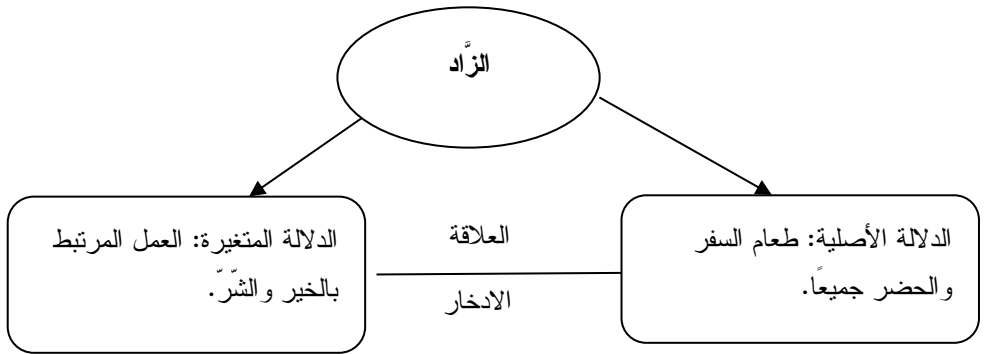 الزَّاد
الدلالة الأصلية: طعام السفر
والحضر جميعًا.
العلاقة
الادخار
الدلالة المتغيرة: العمل المرتبط
بالخير والشّرّ.